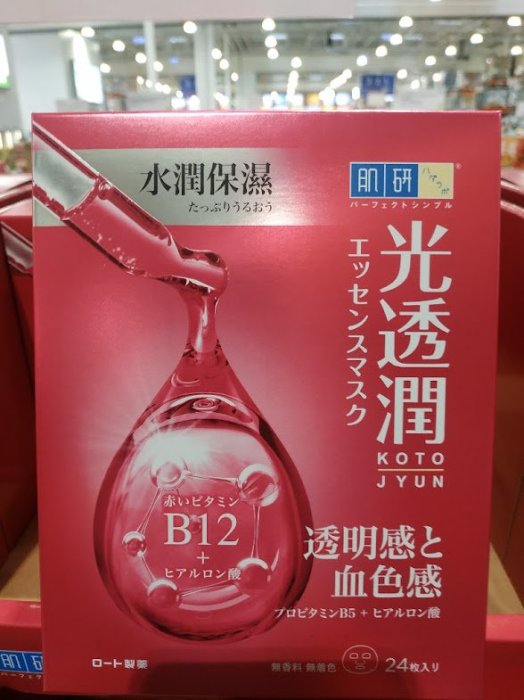 水潤保濕
たっぷりうるおう
肌研
ハダラボ
®
パーフェクトシンプル
光透潤
エッセンスマスク
KOTO
JYUN
赤いビタミン
B12
+
ヒアルロン酸
透明感と
血色感
プロビタミンB5 + ヒアルロン酸
ロート製薬
無香料 無着色
24枚入り
肌研